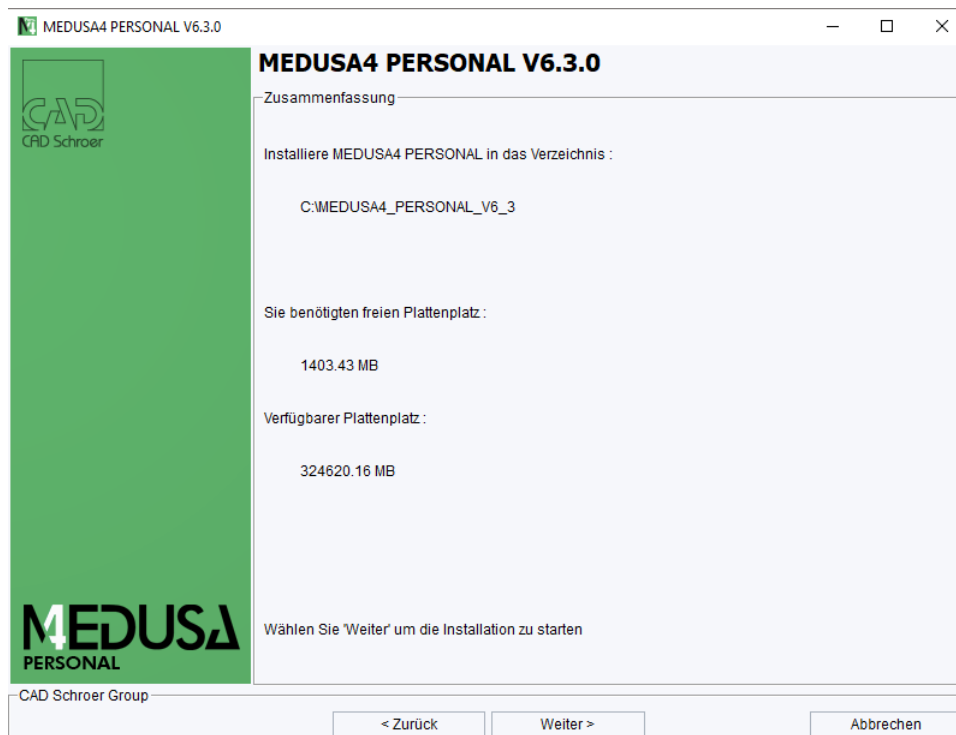 MEDUSA4 PERSONAL V6.3.0
MEDUSA4 PERSONAL V6.3.0
CAD
CAD Schroer
Zusammenfassung
Installiere MEDUSA4 PERSONAL in das Verzeichnis :
C:\MEDUSA4_PERSONAL_V6_3
Sie benötigten freien Plattenplatz :
1403.43 MB
Verfügbarer Plattenplatz :
324620.16 MB
Wählen Sie 'Weiter' um die Installation zu starten
MEDUSA4
PERSONAL
CAD Schroer Group
< Zurück
Weiter >
Abbrechen